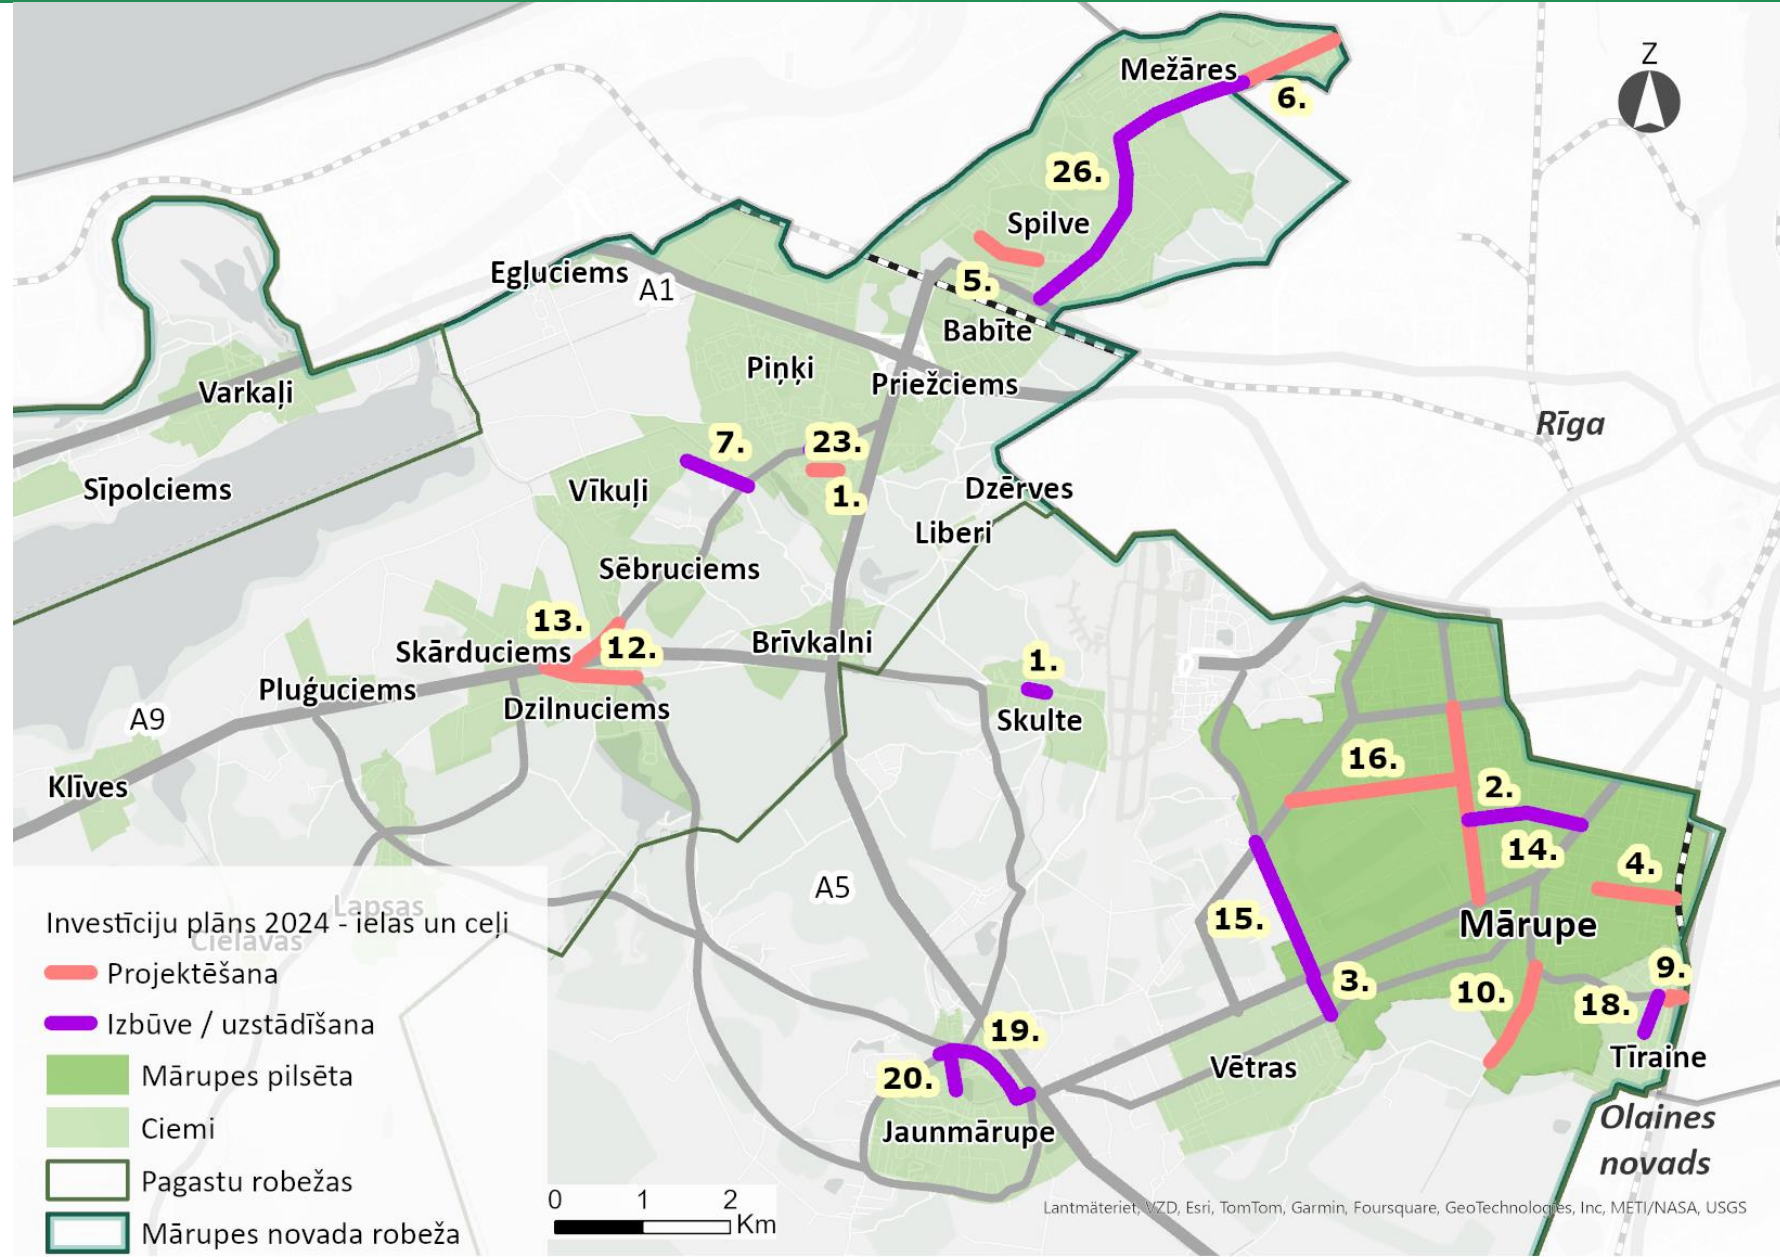 Z
Mežāres
6.
26.
Spilve
Egļuciems
A1
5.
Babīte
Piņķi
Priežciems
Varkaļi
Rīga
7.
23.
1.
Sīpolciems
Vīkuļi
Dzērves
Liberi
Sēbruciems
13.
12.
Skārduciems
Brīvkalni
1.
Pluģuciems
Dzilnuciems
Skulte
A9
Klīves
16.
2.
14.
4.
A5
15.
Mārupe
3.
9.
10.
18.
19.
20.
Vētras
Tīraine
Jaunmārupe
Olaines
novads
Lapsas
Cielavas
Investīciju plāns 2024 - ielas un ceļi
Projektēšana
Izbūve / uzstādīšana
Mārupes pilsēta
Ciemi
Pagastu robežas
Mārupes novada robeža
0 1 2
Km
Lantmäteriet, VZD, Esri, TomTom, Garmin, Foursquare, GeoTechnologies, Inc, METI/NASA, USGS